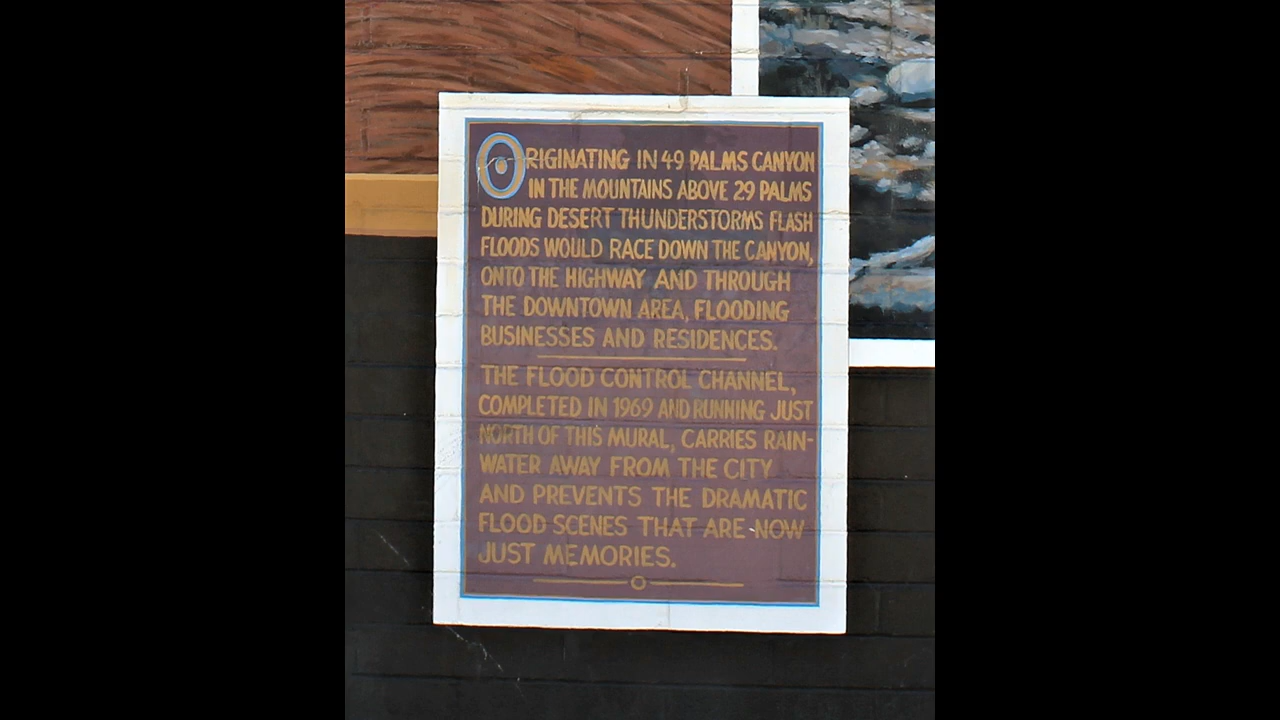 ORIGINATING IN 49 PALMS CANYON
IN THE MOUNTAINS ABOVE 29 PALMS
DURING DESERT THUNDERSTORMS FLASH
FLOODS WOULD RACE DOWN THE CANYON,
ONTO THE HIGHWAY AND THROUGH
THE DOWNTOWN AREA, FLOODING
BUSINESSES AND RESIDENCES.
THE FLOOD CONTROL CHANNEL,
COMPLETED IN 1969 AND RUNNING JUST
NORTH OF THIS MURAL, CARRIES RAIN-
WATER AWAY FROM THE CITY
AND PREVENTS THE DRAMATIC
FLOOD SCENES THAT ARE NOW
JUST MEMORIES.